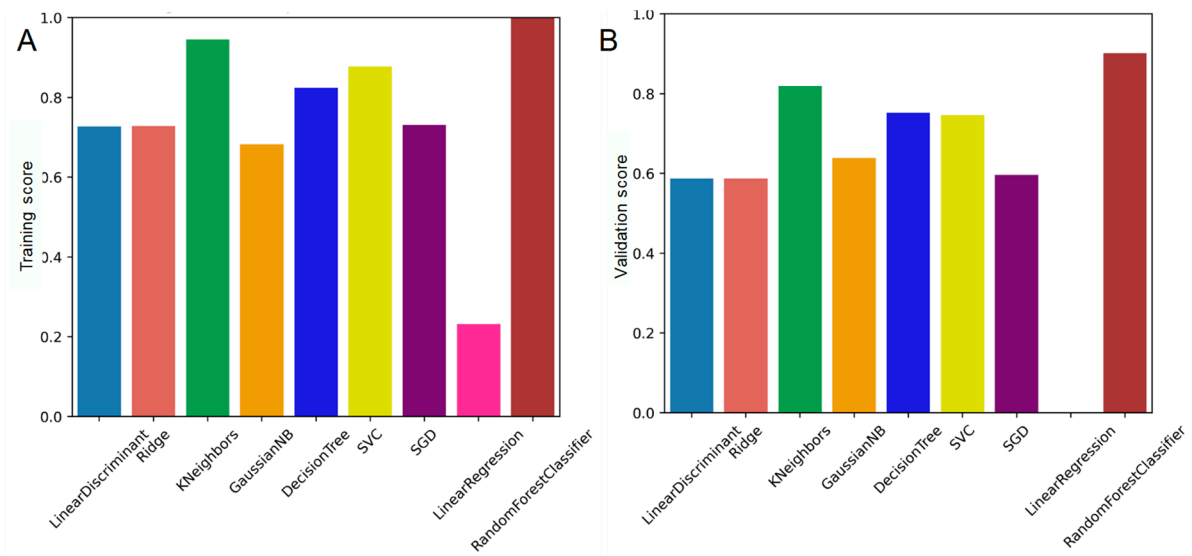 A
1.0
0.8
0.6
0.4
0.2
0.0
Training score
LinearDiscriminant
Ridge
KNeighbors
GaussianNB
DecisionTree
SVC
SGD
LinearRegression
RandomForestClassifier
B
1.0
0.8
0.6
0.4
0.2
0.0
Validation score
LinearDiscriminant
Ridge
KNeighbors
GaussianNB
DecisionTree
SVC
SGD
LinearRegression
RandomForestClassifier